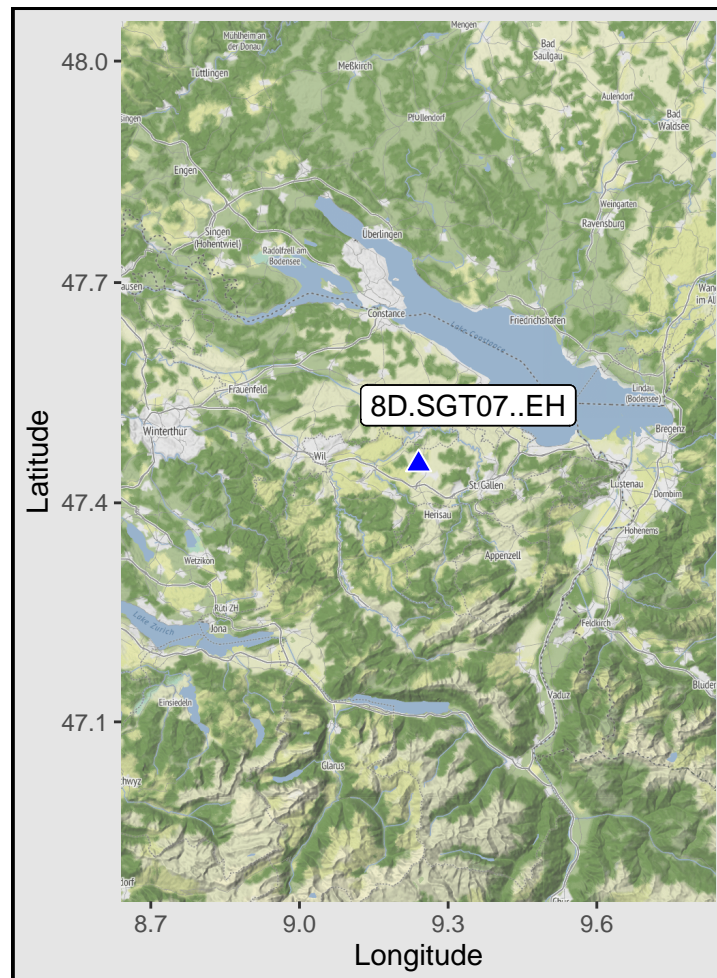 Mühlheim an
der Donau
Mengen
Bad
Saulgau
48.0
Meßkirch
Tuttlingen
Aulendorf
Pfullendorf
Bad
Waldsee
Engen
Weingarten
Singen
(Hohentwiel)
Überlingen
Ravensburg
Radolfzell am
Bodensee
47.7
Constance
Friedrichshafen
Lake Constance
Lindau
(Bodensee)
Frauenfeld
8D.SGT07..EH
Bregenz
Winterthur
Wil
St. Gallen
Lustenau
Dornbirn
47.4
Herisau
Hohenems
Appenzell
Wetzikon
Rüti ZH
Lake Zurich
Jona
Feldkirch
Vaduz
Einsiedeln
47.1
Glarus
8.7
9.0
9.3
9.6
Longitude
Latitude